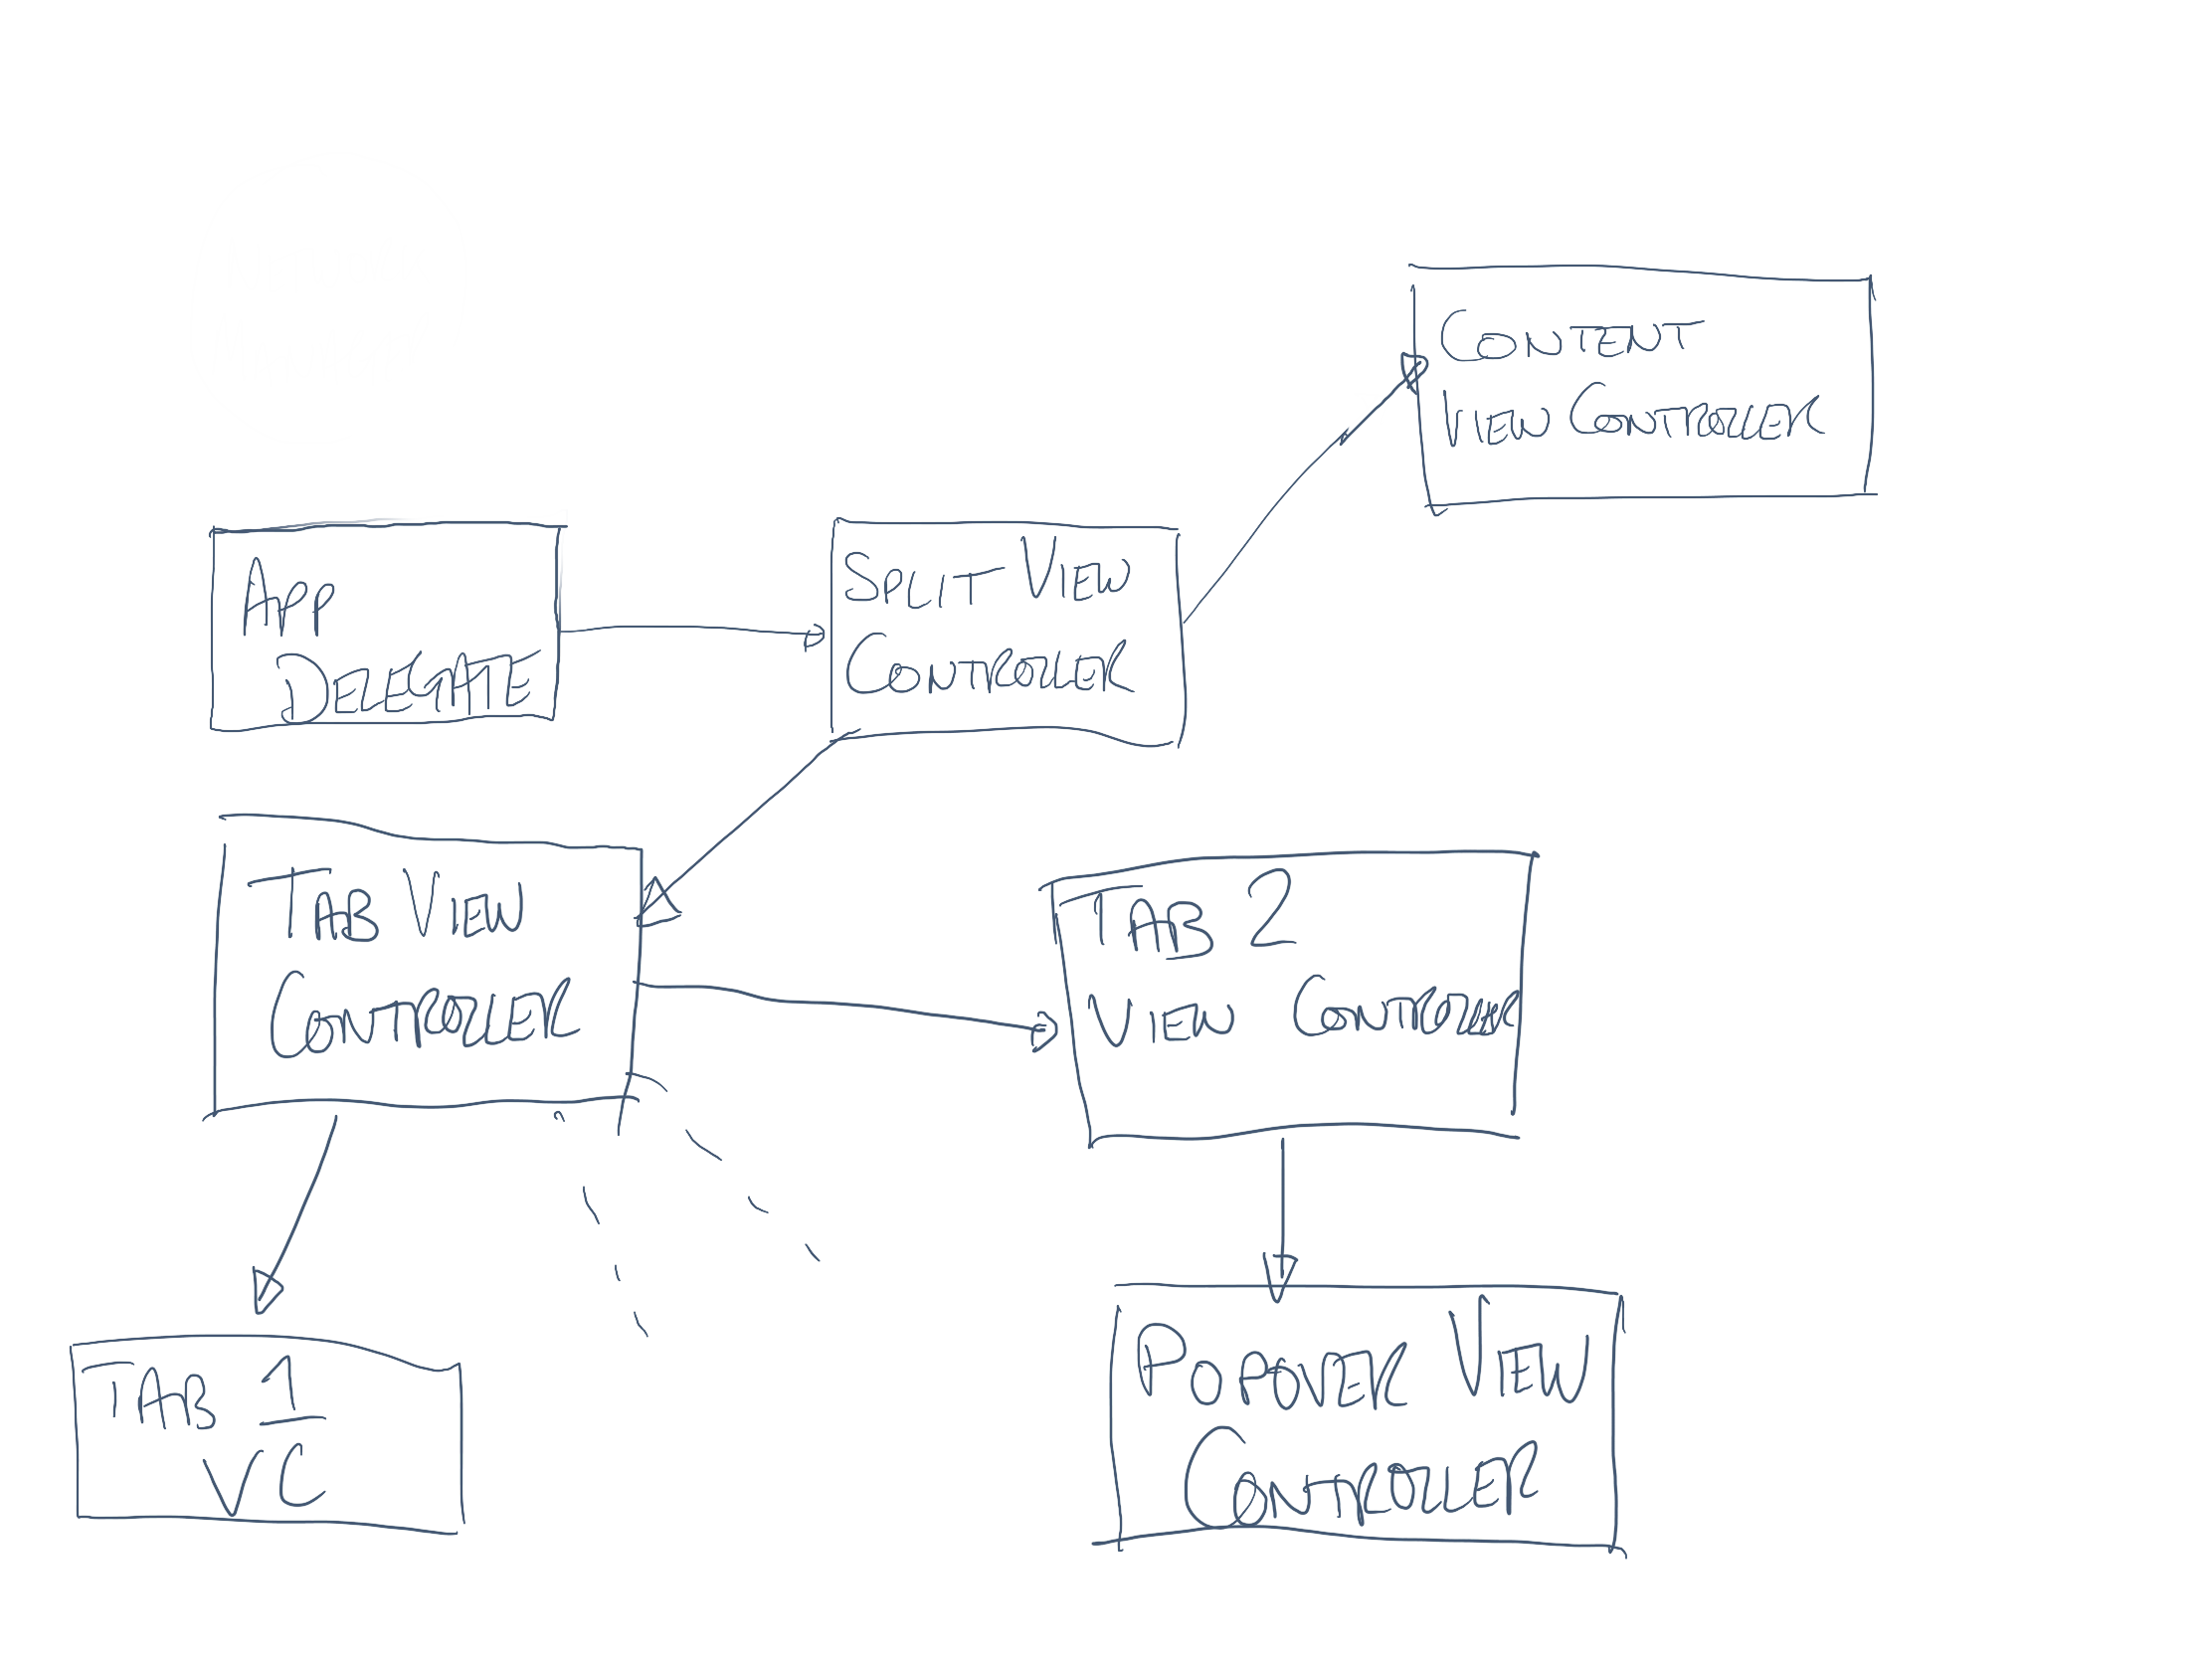 CONTENT
VIEW CONTROLLER
APP
DELEGATE
SPLIT VIEW
CONTROLLER
TAB VIEW
CONTROLLER
TAB 2
VIEW CONTROLLER
TAB 1
VC
POPOVER VIEW
CONTROLLER